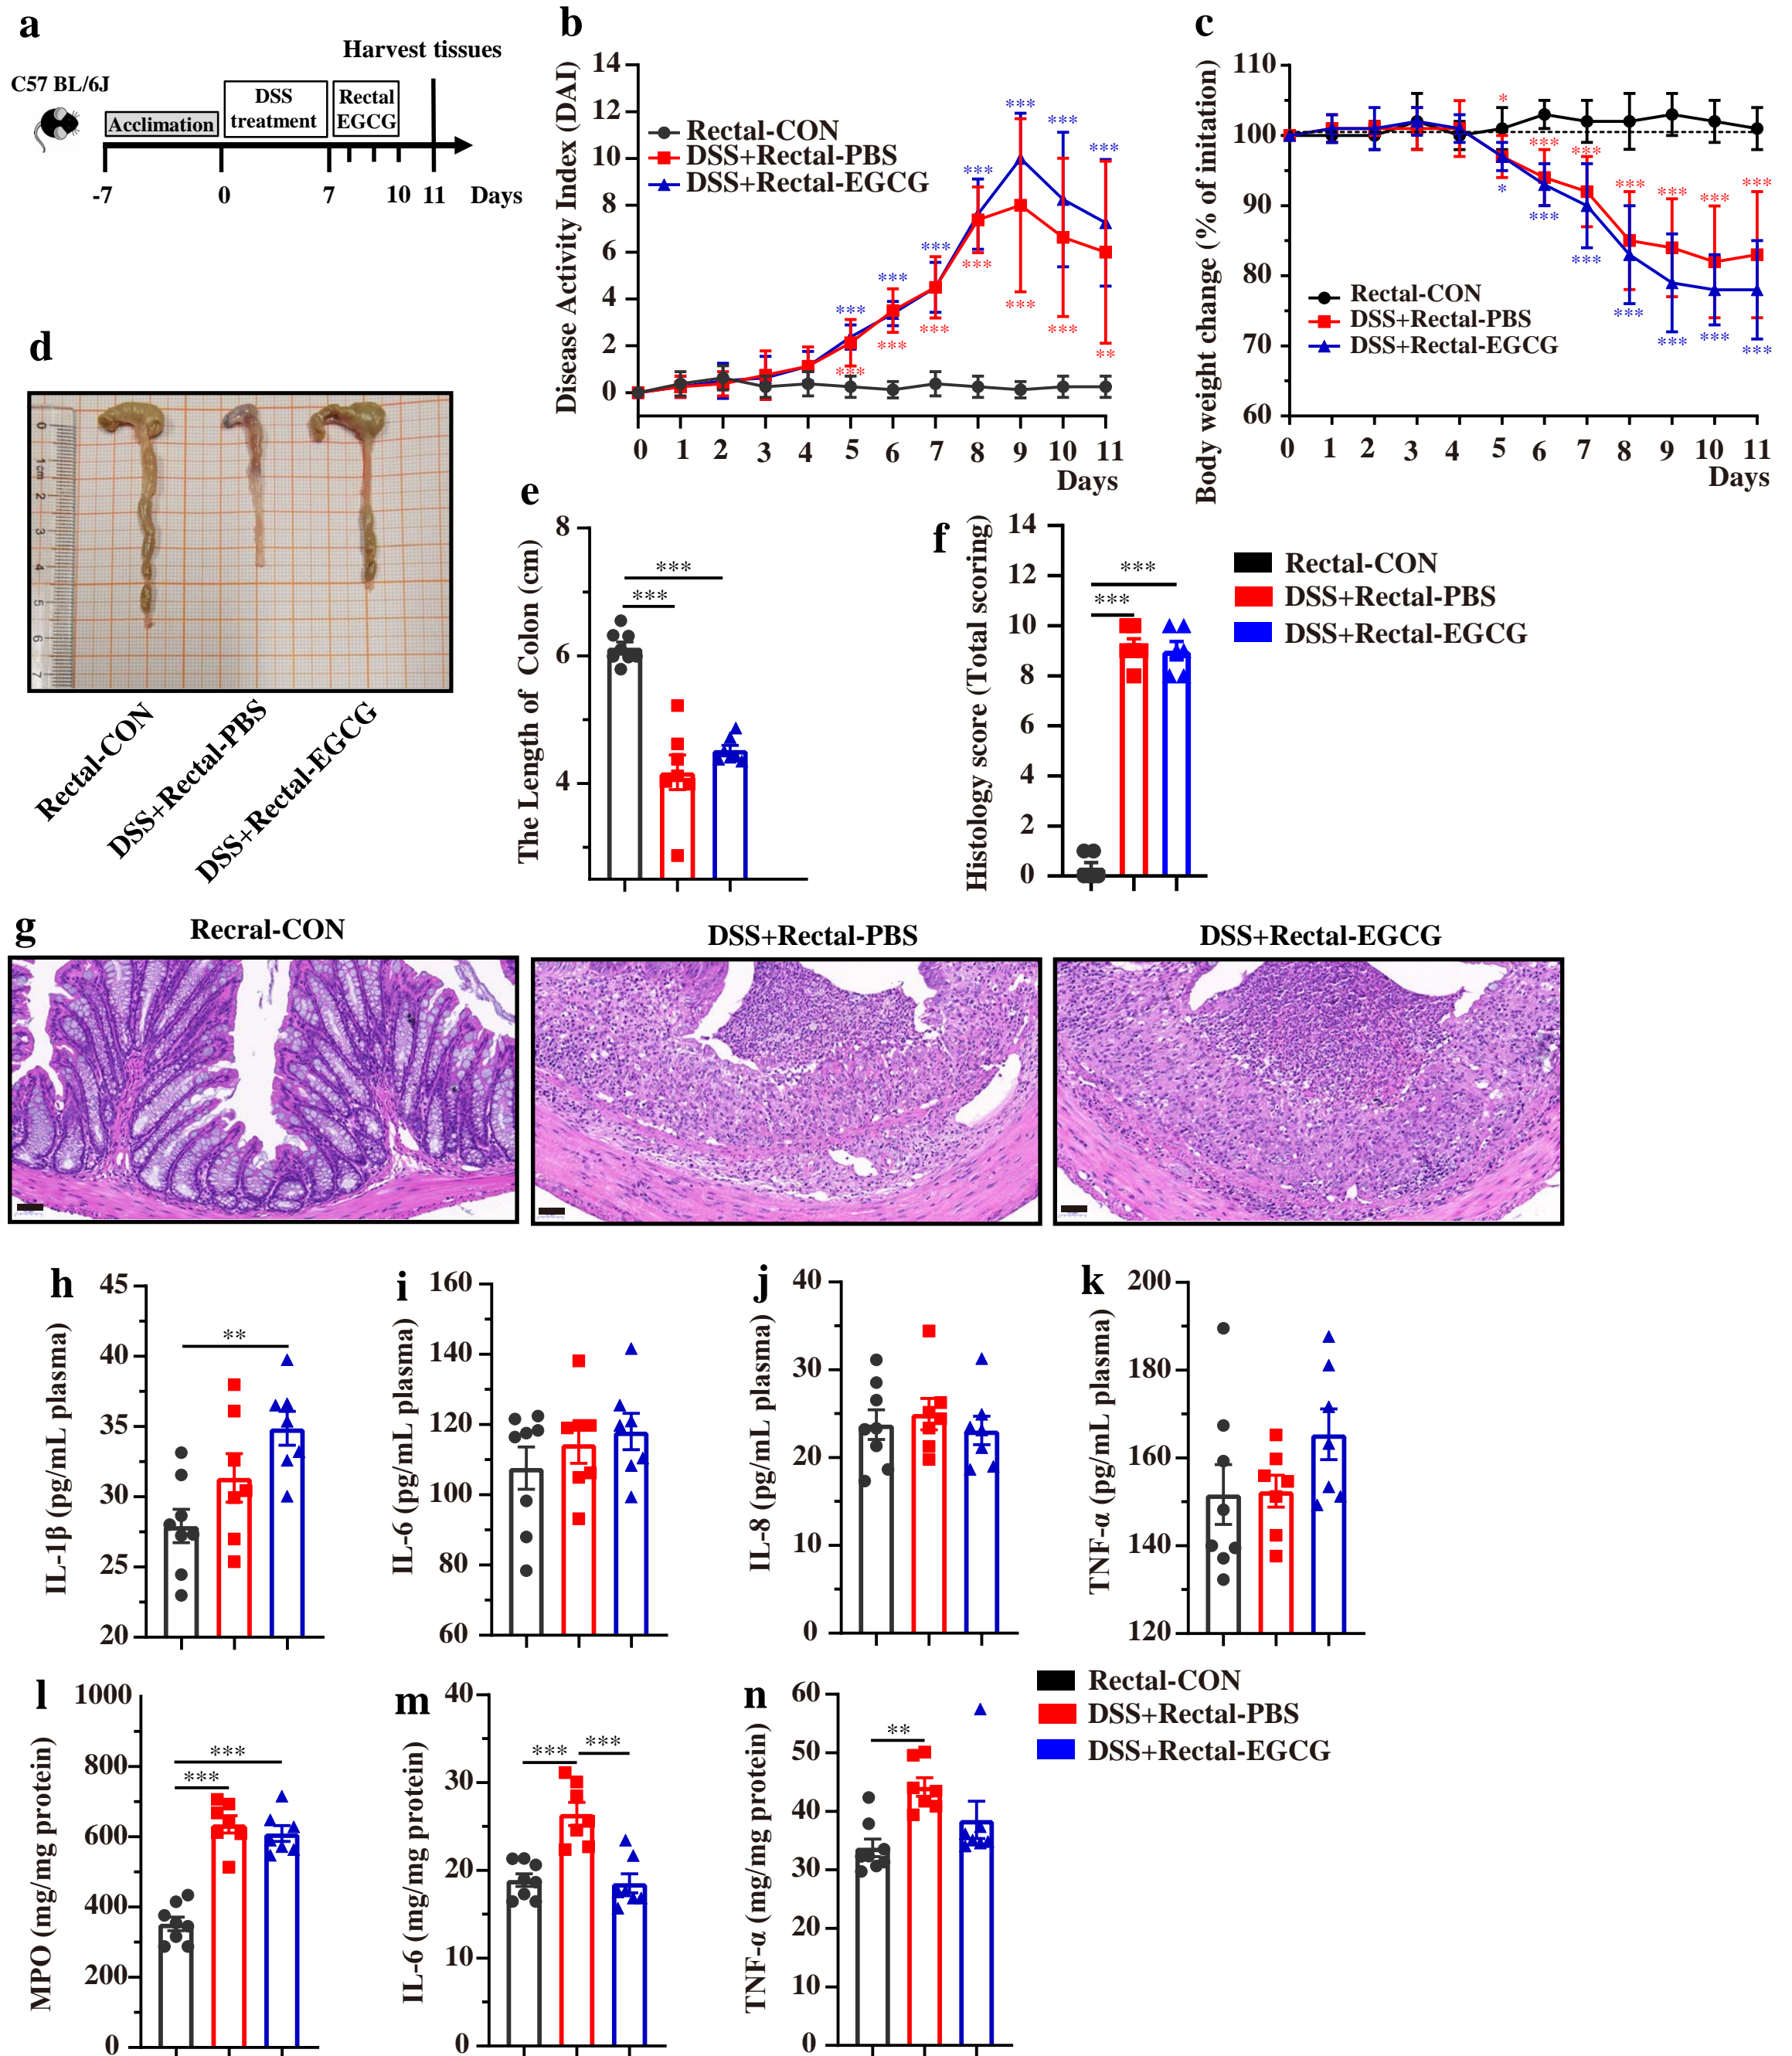 a
Harvest tissues
C57 BL/6J
Acclimation
DSS
treatment
Rectal
EGCG
-7
0
7
10
11
Days
b
Disease Activity Index (DAI)
14
12
10
8
6
4
2
0
Rectal-CON
DSS+Rectal-PBS
DSS+Rectal-EGCG
***
***
***
***
***
***
***
***
***
***
***
***
***
**
0 1 2 3 4 5 6 7 8 9 10 11
Days
c
Body weight change (% of initation)
110
100
90
80
70
60
*
***
***
***
***
***
***
*
***
***
***
***
***
***
Rectal-CON
DSS+Rectal-PBS
DSS+Rectal-EGCG
0 1 2 3 4 5 6 7 8 9 10 11
Days
d
0
1cm
2
3
4
5
6
7
Rectal-CON
DSS+Rectal-PBS
DSS+Rectal-EGCG
e
The Length of Colon (cm)
8
6
4
***
***
f
Histology score (Total scoring)
14
12
10
8
6
4
2
0
***
***
Rectal-CON
DSS+Rectal-PBS
DSS+Rectal-EGCG
g
Recral-CON
DSS+Rectal-PBS
DSS+Rectal-EGCG
h
IL-1β (pg/mL plasma)
45
40
35
30
25
20
**
i
IL-6 (pg/mL plasma)
160
140
120
100
80
60
j
IL-8 (pg/mL plasma)
40
30
20
10
0
k
TNF-α (pg/mL plasma)
200
180
160
140
120
l
MPO (mg/mg protein)
1000
800
600
400
200
0
***
***
m
IL-6 (mg/mg protein)
40
30
20
10
0
***
***
n
TNF-α (mg/mg protein)
60
50
40
30
20
10
0
**
Rectal-CON
DSS+Rectal-PBS
DSS+Rectal-EGCG